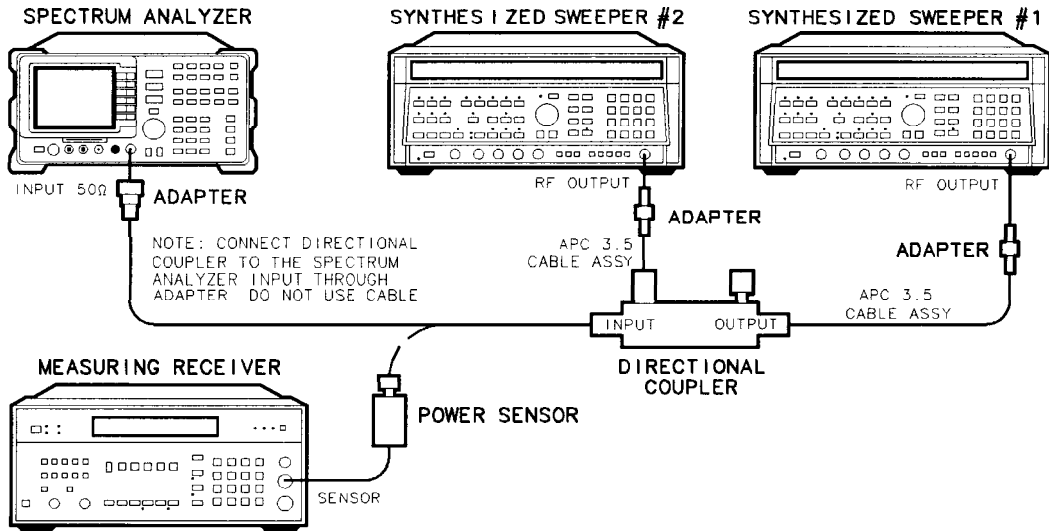 SPECTRUM ANALYZER
SYNTHESIZED SWEEPER #2
SYNTHESIZED SWEEPER #1
INPUT 50Ω
ADAPTER
RF OUTPUT
RF OUTPUT
ADAPTER
ADAPTER
NOTE: CONNECT DIRECTIONAL
COUPLER TO THE SPECTRUM
ANALYZER INPUT THROUGH
ADAPTER DO NOT USE CABLE
APC 3.5
CABLE ASSY
APC 3.5
CABLE ASSY
INPUT
OUTPUT
DIRECTIONAL
COUPLER
MEASURING RECEIVER
POWER SENSOR
SENSOR